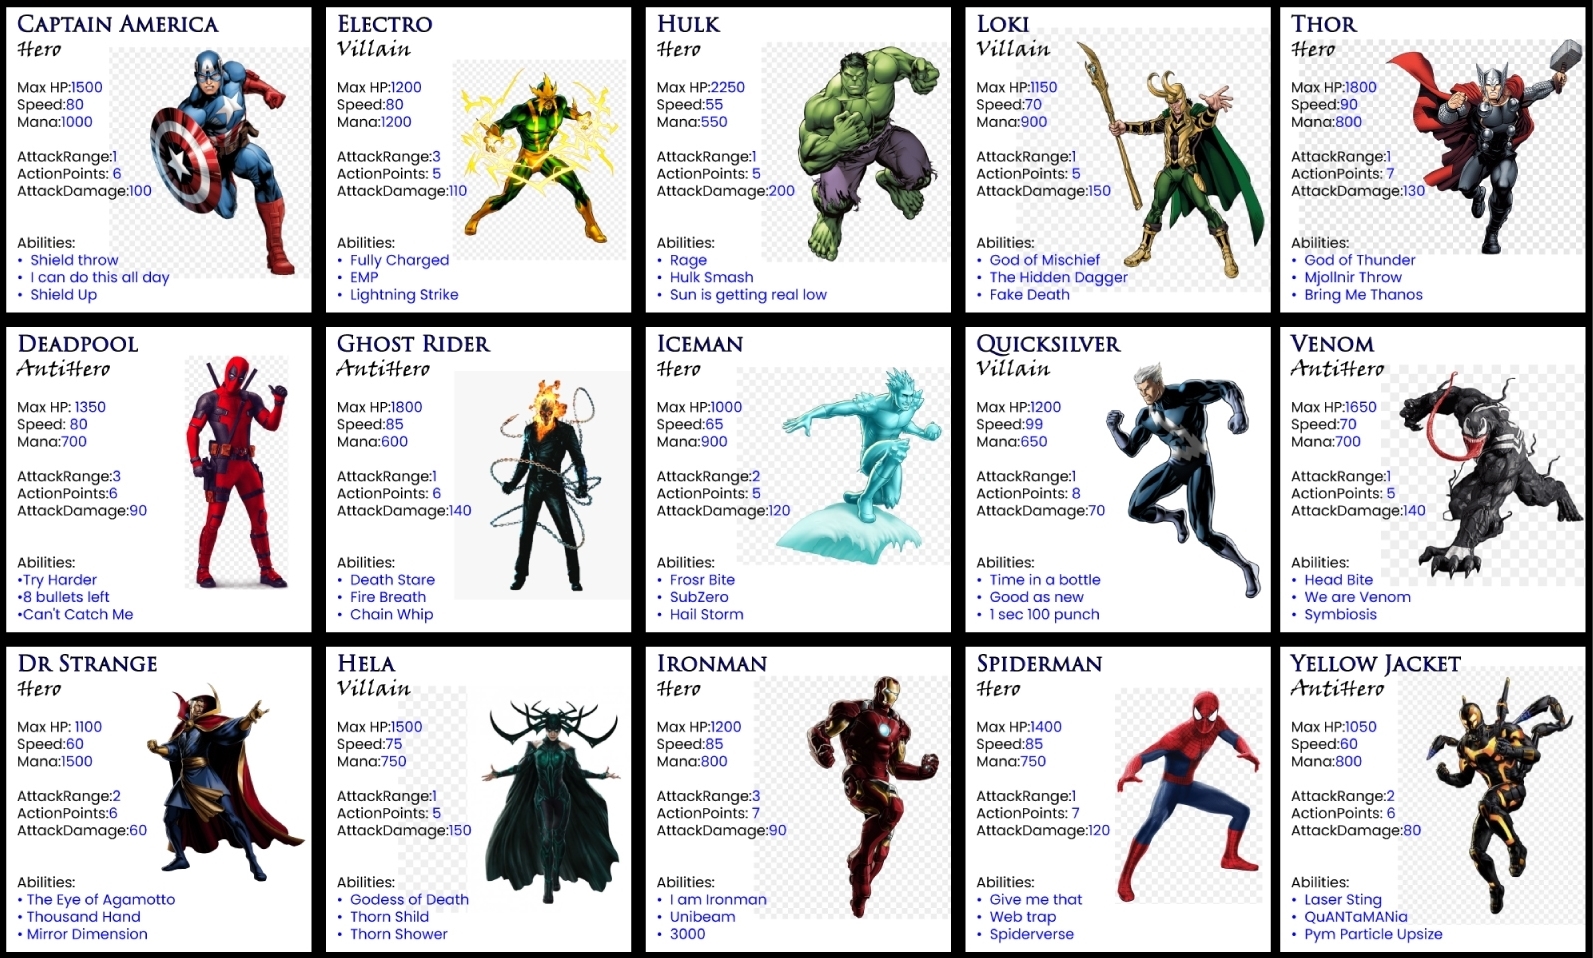 CAPTAIN AMERICA
Hero
Max HP:1500
Speed:80
Mana:1000
AttackRange:1
ActionPoints: 6
AttackDamage:100
Abilities:
• Shield throw
• I can do this all day
• Shield Up
ELECTRO
Villain
Max HP:1200
Speed:80
Mana:1200
AttackRange:3
ActionPoints: 5
AttackDamage:110
Abilities:
• Fully Charged
• EMP
• Lightning Strike
HULK
Hero
Max HP:2250
Speed:55
Mana:550
AttackRange:1
ActionPoints: 5
AttackDamage:200
Abilities:
• Rage
• Hulk Smash
• Sun is getting real low
LOKI
Villain
Max HP:1150
Speed:70
Mana:900
AttackRange:1
ActionPoints: 5
AttackDamage:150
Abilities:
• God of Mischief
• The Hidden Dagger
• Fake Death
THOR
Hero
Max HP:1800
Speed:90
Mana:800
AttackRange:1
ActionPoints: 7
AttackDamage:130
Abilities:
• God of Thunder
• Mjollnir Throw
• Bring Me Thanos
DEADPOOL
AntiHero
Max HP: 1350
Speed: 80
Mana:700
AttackRange:3
ActionPoints:6
AttackDamage:90
Abilities:
•Try Harder
•8 bullets left
•Can't Catch Me
GHOST RIDER
AntiHero
Max HP:1800
Speed:85
Mana:600
AttackRange:1
ActionPoints: 6
AttackDamage:140
Abilities:
• Death Stare
• Fire Breath
• Chain Whip
ICEMAN
Hero
Max HP:1000
Speed:65
Mana:900
AttackRange:2
ActionPoints: 5
AttackDamage:120
Abilities:
• Frosr Bite
• SubZero
• Hail Storm
QUICKSILVER
Villain
Max HP:1200
Speed:99
Mana:650
AttackRange:1
ActionPoints: 8
AttackDamage:70
Abilities:
• Time in a bottle
• Good as new
• 1 sec 100 punch
VENOM
AntiHero
Max HP:1650
Speed:70
Mana:700
AttackRange:1
ActionPoints: 5
AttackDamage:140
Abilities:
• Head Bite
• We are Venom
• Symbiosis
DR STRANGE
Hero
Max HP: 1100
Speed:60
Mana:1500
AttackRange:2
ActionPoints:6
AttackDamage:60
Abilities:
• The Eye of Agamotto
• Thousand Hand
• Mirror Dimension
HELA
Villain
Max HP:1500
Speed:75
Mana:750
AttackRange:1
ActionPoints: 5
AttackDamage:150
Abilities:
• Godess of Death
• Thorn Shild
• Thorn Shower
IRONMAN
Hero
Max HP:1200
Speed:85
Mana:800
AttackRange:3
ActionPoints: 7
AttackDamage:90
Abilities:
• I am Ironman
• Unibeam
• 3000
SPIDERMAN
Hero
Max HP:1400
Speed:85
Mana:750
AttackRange:1
ActionPoints: 7
AttackDamage:120
Abilities:
• Give me that
• Web trap
• Spiderverse
YELLOW JACKET
AntiHero
Max HP:1050
Speed:60
Mana:800
AttackRange:2
ActionPoints: 6
AttackDamage:80
Abilities:
• Laser Sting
• QuANTaMANia
• Pym Particle Upsize